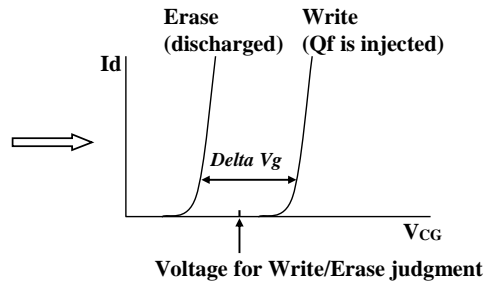 Erase
(discharged)
Write
(Qf is injected)
Id
Delta Vg
VCG
Voltage for Write/Erase judgment